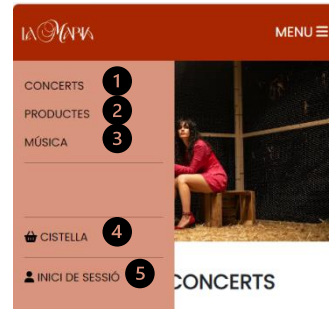 LA MARIA
MENU
CONCERTS 1
PRODUCTES 2
MÚSICA 3
CISTELLA 4
INICI DE SESSIÓ 5
CONCERTS